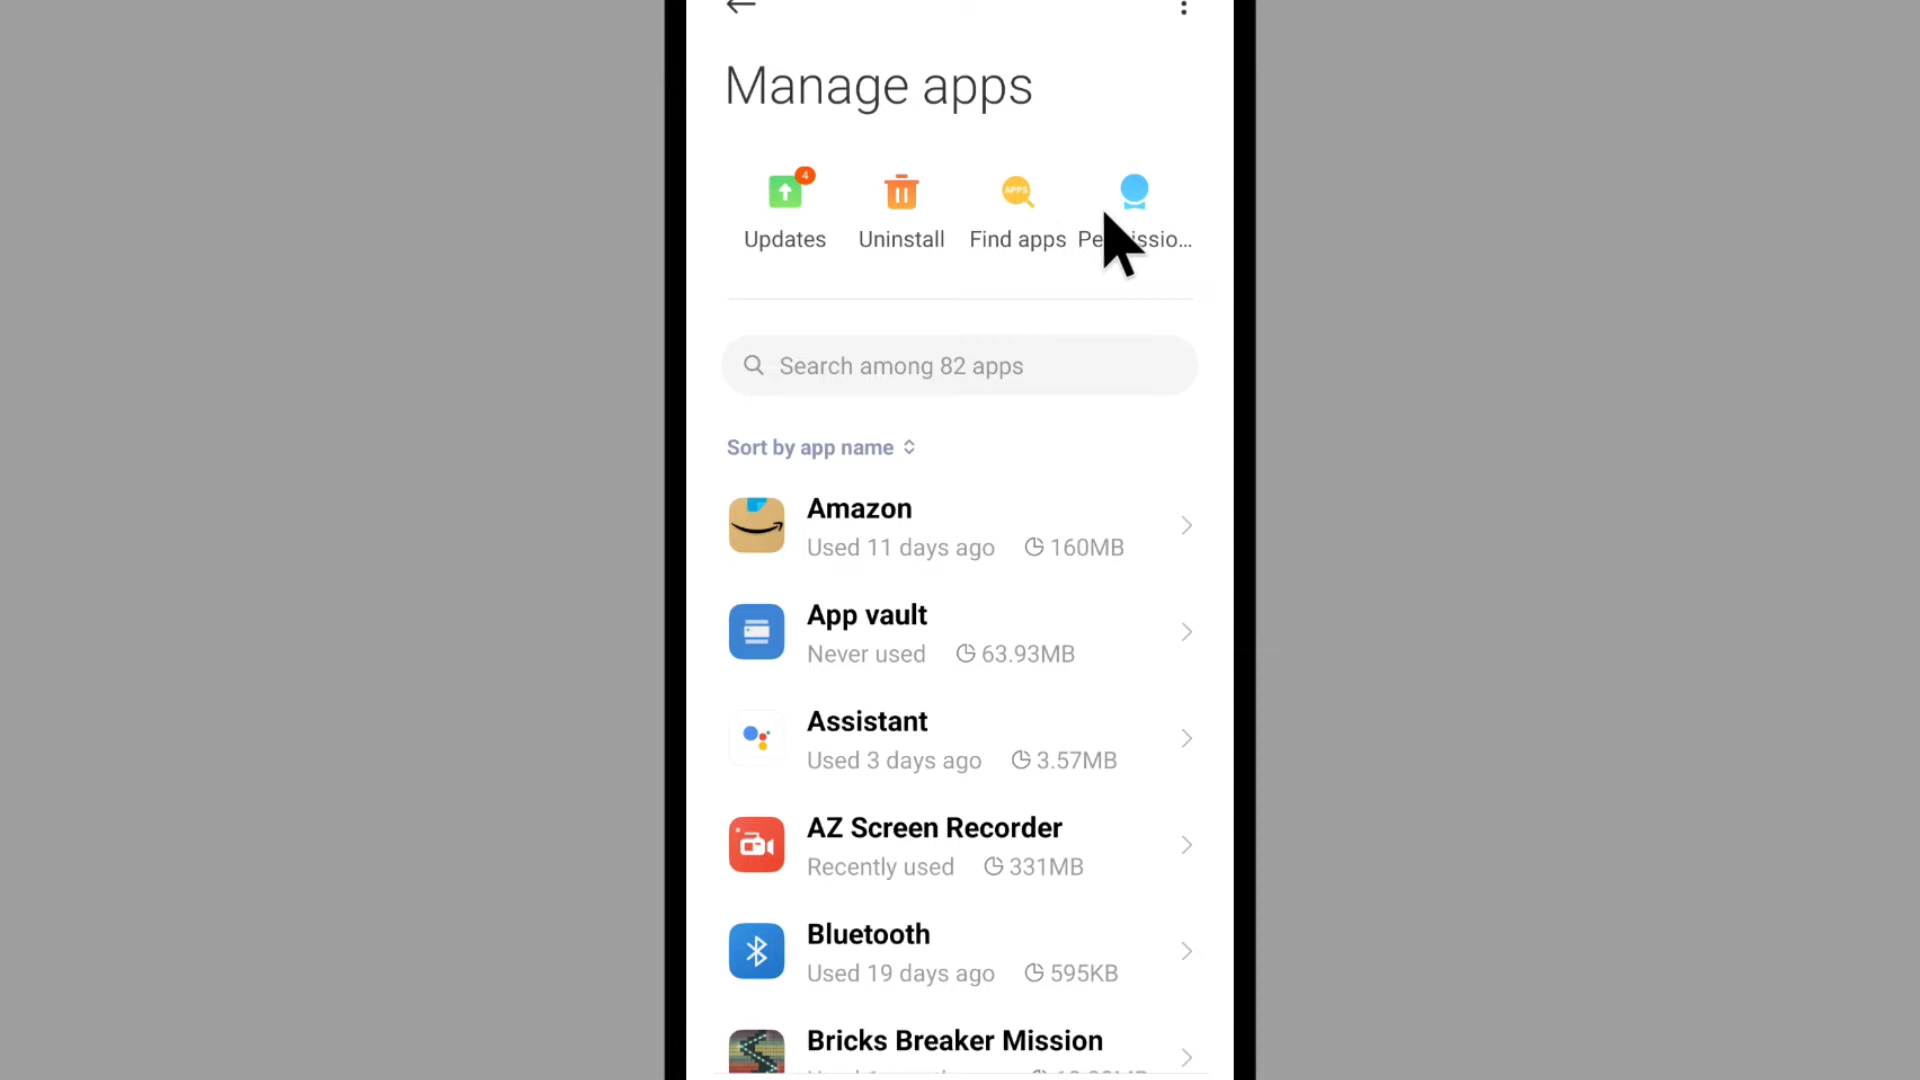 Manage apps
4
APPS
Updates
Uninstall
Find apps
Search among 82 apps
Sort by app name
Amazon
Used 11 days ago 160MB
App vault
Never used 63.93MB
Assistant
Used 3 days ago 3.57MB
AZ Screen Recorder
Recently used 331MB
Bluetooth
Used 19 days ago 595KB
Bricks Breaker Mission